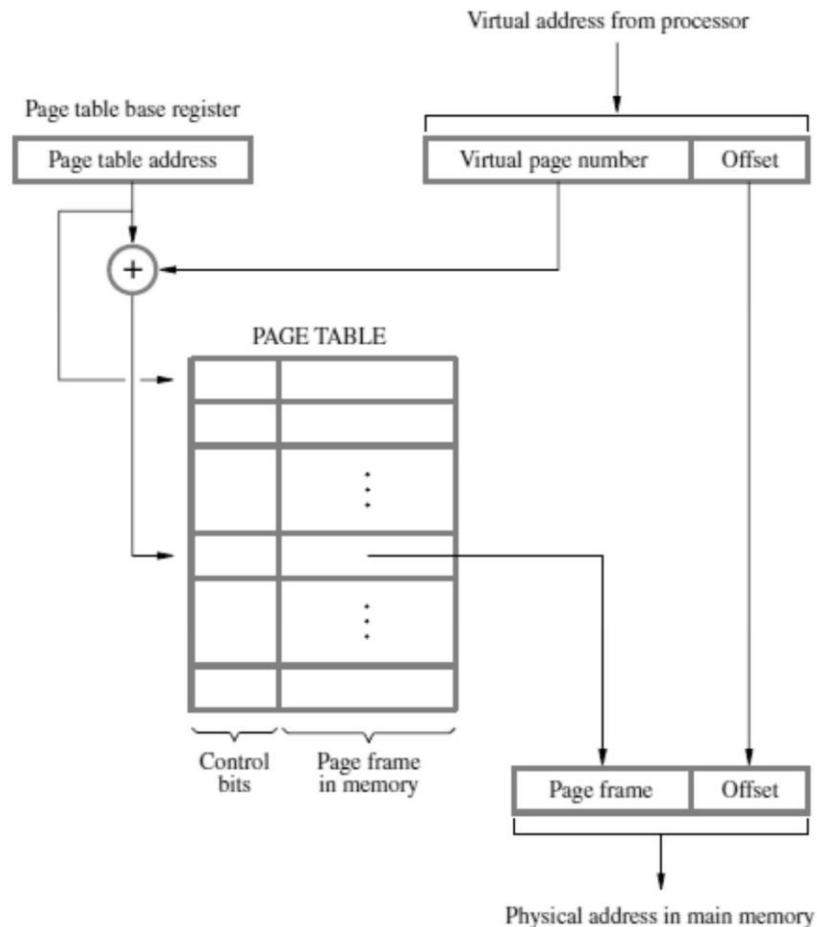 Virtual address from processor
Page table base register
Page table address
Virtual page number
Offset
+
PAGE TABLE
Control
bits
Page frame
in memory
Page frame
Offset
Physical address in main memory